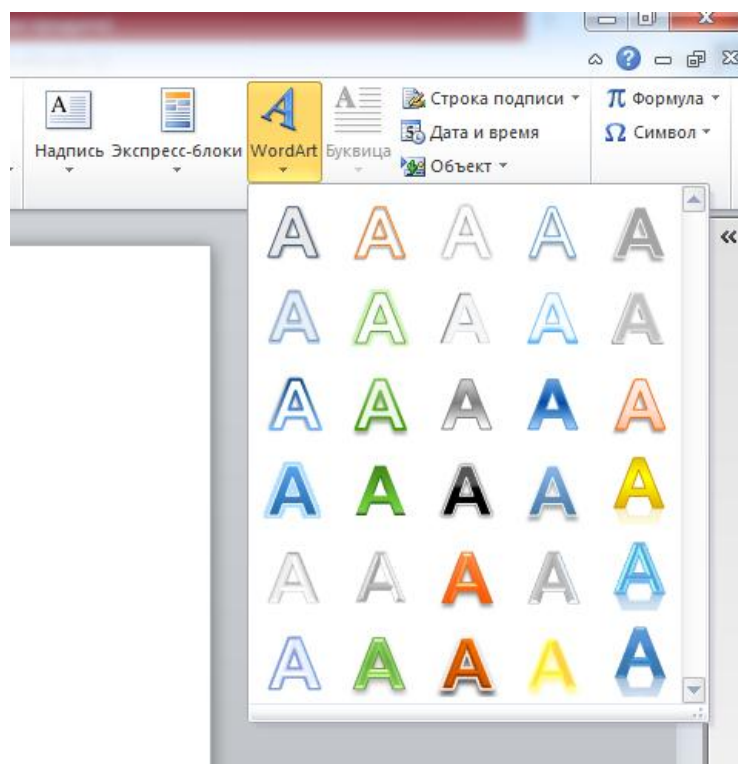 Надпись
Экспресс-блоки
WordArt
Буквица
Строка подписи
Дата и время
Объект
π Формула
Ω Символ
A A A A A
A A A A A
A A A A A
A A A A A
A A A A A
A A A A A